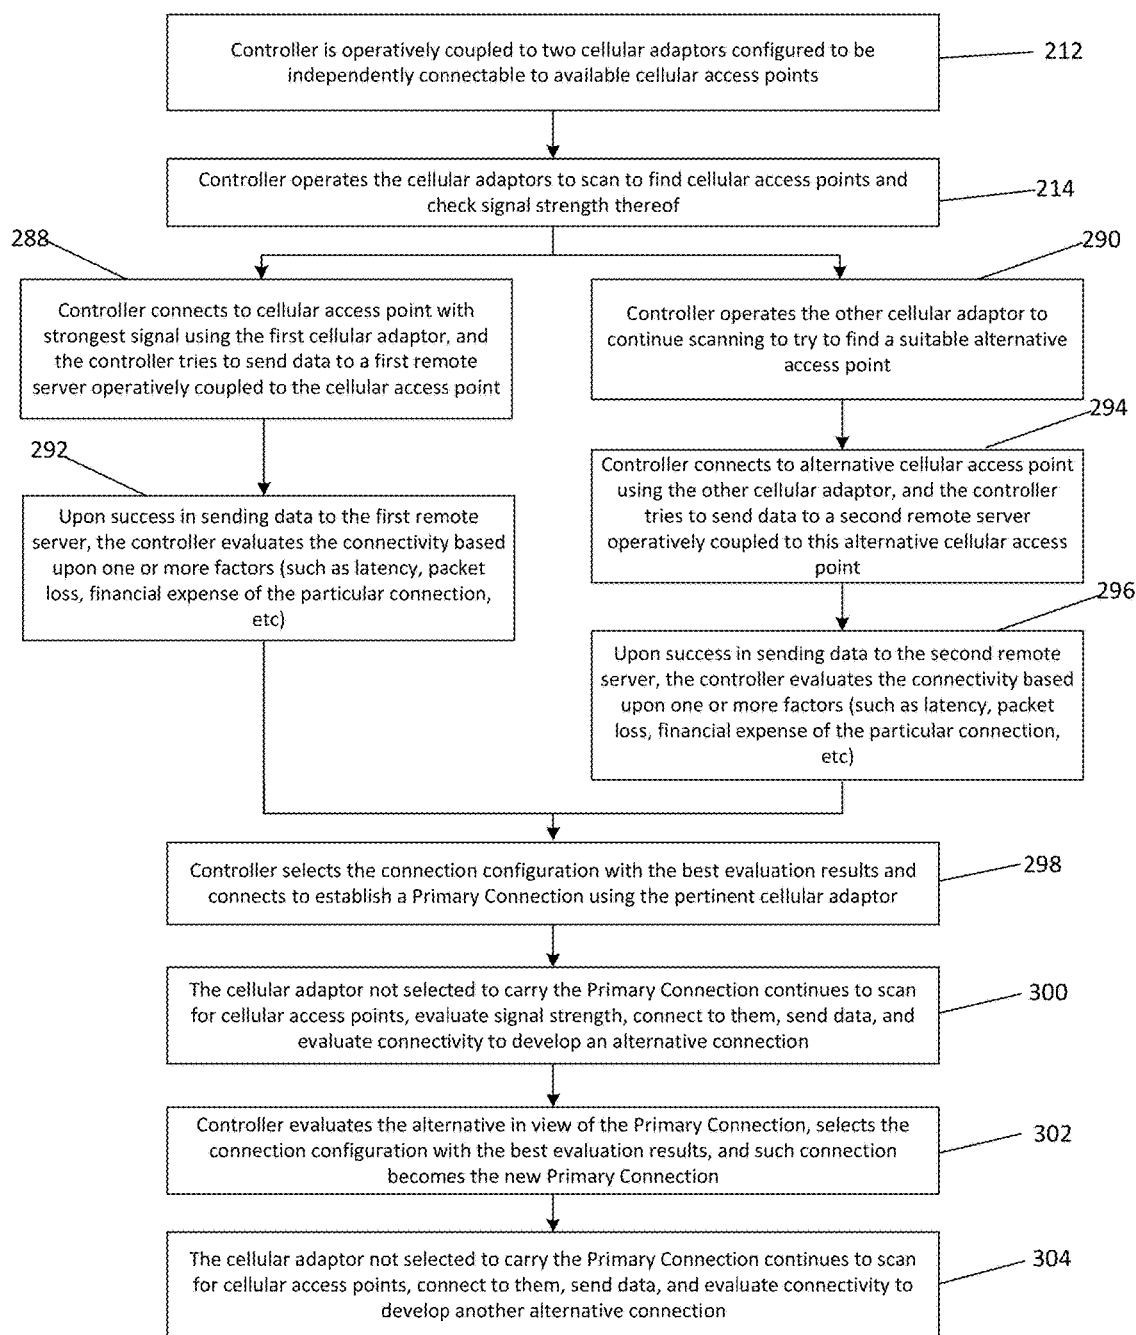 Controller is operatively coupled to two cellular adaptors configured to be
independently connectable to available cellular access points
212
Controller operates the cellular adaptors to scan to find cellular access points and
check signal strength thereof
214
288
Controller connects to cellular access point with
strongest signal using the first cellular adaptor, and
the controller tries to send data to a first remote
server operatively coupled to the cellular access point
290
Controller operates the other cellular adaptor to
continue scanning to try to find a suitable alternative
access point
292
Upon success in sending data to the first remote
server, the controller evaluates the connectivity based
upon one or more factors (such as latency, packet
loss, financial expense of the particular connection,
etc)
294
Controller connects to alternative cellular access point
using the other cellular adaptor, and the controller
tries to send data to a second remote server
operatively coupled to this alternative cellular access
point
296
Upon success in sending data to the second remote
server, the controller evaluates the connectivity based
upon one or more factors (such as latency, packet
loss, financial expense of the particular connection,
etc)
Controller selects the connection configuration with the best evaluation results and
connects to establish a Primary Connection using the pertinent cellular adaptor
298
The cellular adaptor not selected to carry the Primary Connection continues to scan
for cellular access points, evaluate signal strength, connect to them, send data, and
evaluate connectivity to develop an alternative connection
300
Controller evaluates the alternative in view of the Primary Connection, selects the
connection configuration with the best evaluation results, and such connection
becomes the new Primary Connection
302
The cellular adaptor not selected to carry the Primary Connection continues to scan
for cellular access points, connect to them, send data, and evaluate connectivity to
develop another alternative connection
304